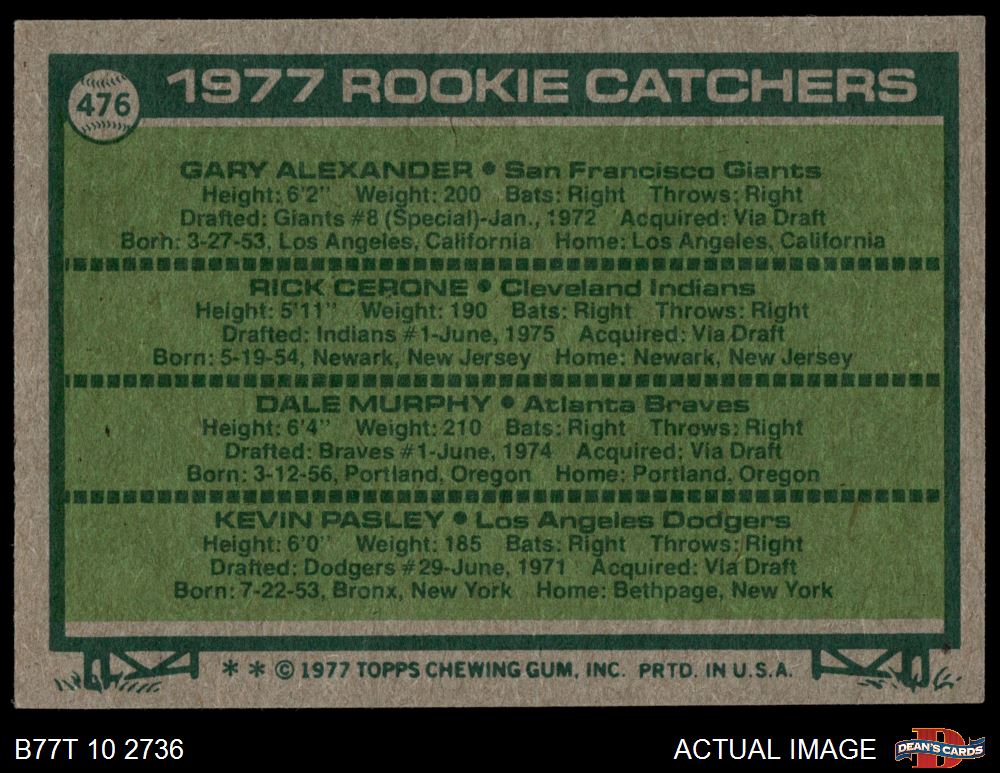 476
1977 ROOKIE CATCHERS
GARY ALEXANDER • San Francisco Giants
Height: 6'2" Weight: 200 Bats: Right Throws: Right
Drafted: Giants #8 (Special)-Jan., 1972 Acquired: Via Draft
Born: 3-27-53, Los Angeles, California Home: Los Angeles, California
RICK CERONE • Cleveland Indians
Height: 5'11" Weight: 190 Bats: Right Throws: Right
Drafted: Indians #1-June, 1975 Acquired: Via Draft
Born: 5-19-54, Newark, New Jersey Home: Newark, New Jersey
DALE MURPHY • Atlanta Braves
Height: 6'4" Weight: 210 Bats: Right Throws: Right
Drafted: Braves #1-June, 1974 Acquired: Via Draft
Born: 3-12-56, Portland, Oregon Home: Portland, Oregon
KEVIN PASLEY • Los Angeles Dodgers
Height: 6'0" Weight: 185 Bats: Right Throws: Right
Drafted: Dodgers #29-June, 1971 Acquired: Via Draft
Born: 7-22-53, Bronx, New York Home: Bethpage, New York
* * © 1977 TOPPS CHEWING GUM, INC. PRTD. IN U.S.A.
B77T 10 2736
ACTUAL IMAGE
D
DEAN'S CARDS